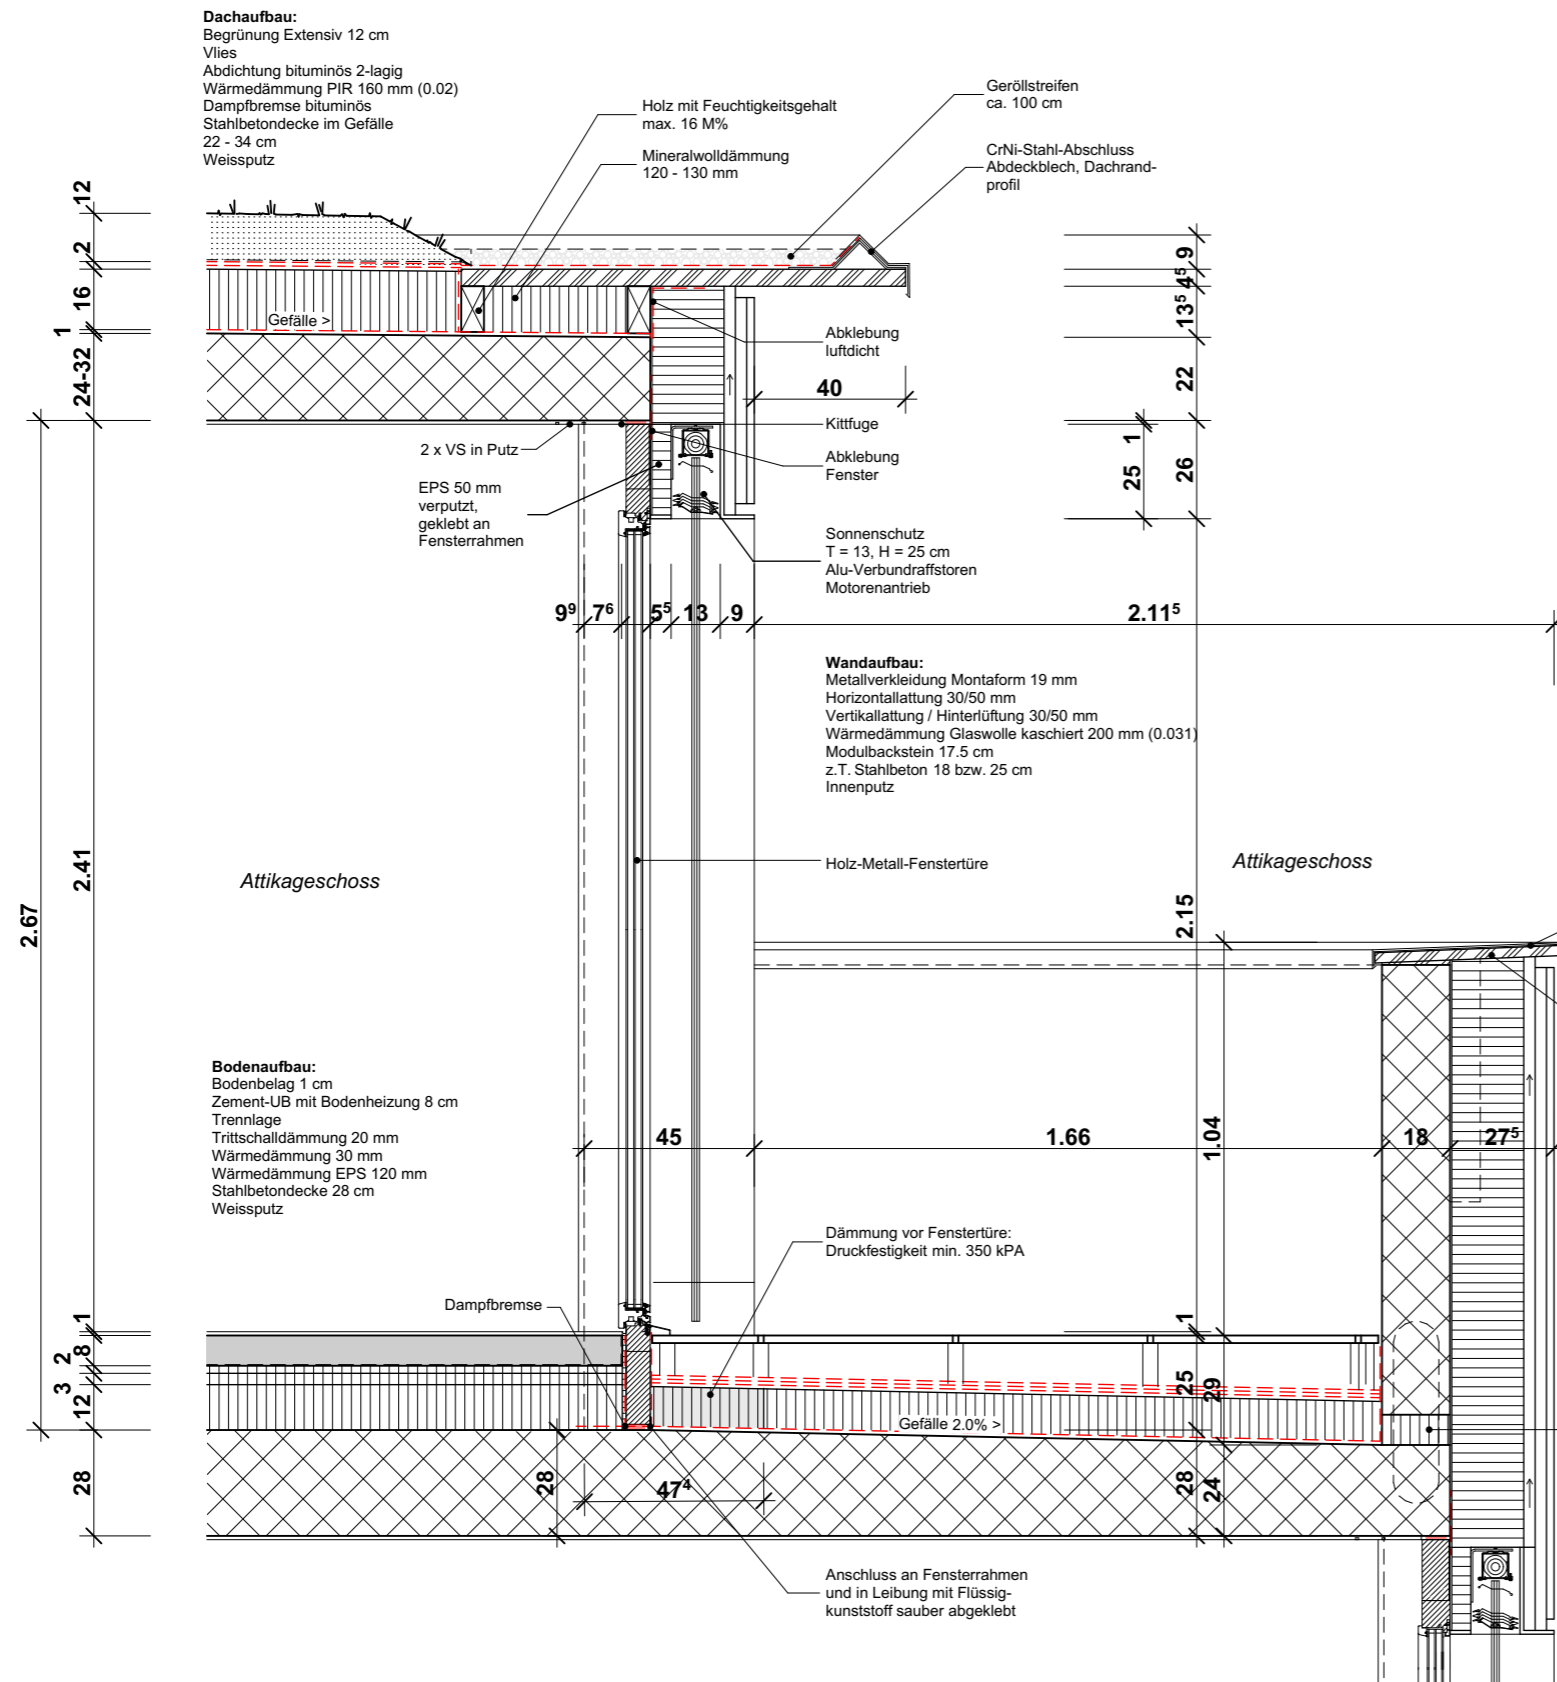 Dachaufbau:
Begrünung Extensiv 12 cm
Vlies
Abdichtung bituminös 2-lagig
Wärmedämmung PIR 160 mm (0.02)
Dampfbremse bituminös
Stahlbetondecke im Gefälle
22 - 34 cm
Weissputz
Holz mit Feuchtigkeitsgehalt
max. 16 M%
Mineralwolldämmung
120 - 130 mm
Geröllstreifen
ca. 100 cm
CrNi-Stahl-Abschluss
Abdeckblech, Dachrand-
profil
12
2
16
1
24-32
Gefälle >
9
4⁵
13⁵
22
26
1
25
Abklebung
luftdicht
40
Kittfuge
Abklebung
Fenster
2 x VS in Putz
EPS 50 mm
verputzt,
geklebt an
Fensterrahmen
Sonnenschutz
T = 13, H = 25 cm
Alu-Verbundraffstoren
Motorenantrieb
9⁹
7⁶
5⁵
13
9
2.11⁵
Wandaufbau:
Metallverkleidung Montaform 19 mm
Horizontallattung 30/50 mm
Vertikallattung / Hinterlüftung 30/50 mm
Wärmedämmung Glaswolle kaschiert 200 mm (0.031)
Modulbackstein 17.5 cm
z.T. Stahlbeton 18 bzw. 25 cm
Innenputz
Holz-Metall-Fenstertüre
Attikageschoss
Attikageschoss
2.67
2.41
2.15
1.04
Bodenaufbau:
Bodenbelag 1 cm
Zement-UB mit Bodenheizung 8 cm
Trennlage
Trittschalldämmung 20 mm
Wärmedämmung 30 mm
Wärmedämmung EPS 120 mm
Stahlbetondecke 28 cm
Weissputz
45
1.66
18
27⁵
Dämmung vor Fenstertüre:
Druckfestigkeit min. 350 kPA
Dampfbremse
1
8
2
3
12
28
1
25
29
Gefälle 2.0% >
28
47⁴
28
24
Anschluss an Fensterrahmen
und in Leibung mit Flüssig-
kunststoff sauber abgeklebt